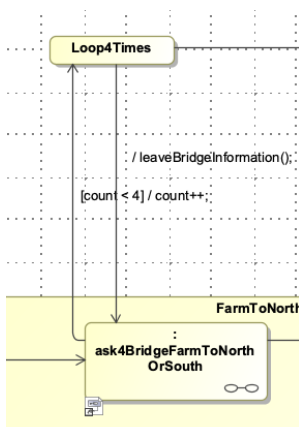 Loop4Times
/ leaveBridgeInformation();
[count < 4] / count++;
FarmToNorth
:
ask4BridgeFarmToNorth
OrSouth